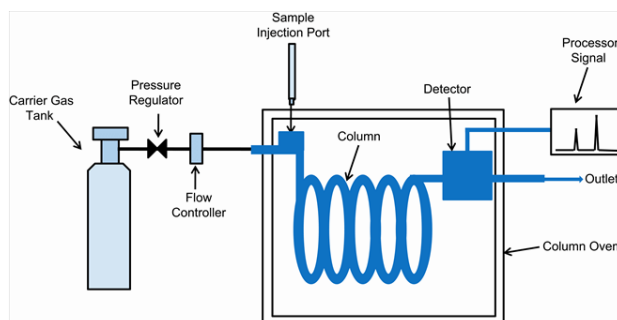 Sample
Injection Port
Processor
Signal
Pressure
Regulator
Carrier Gas
Tank
Detector
Column
Flow
Controller
Outlet
Column Oven